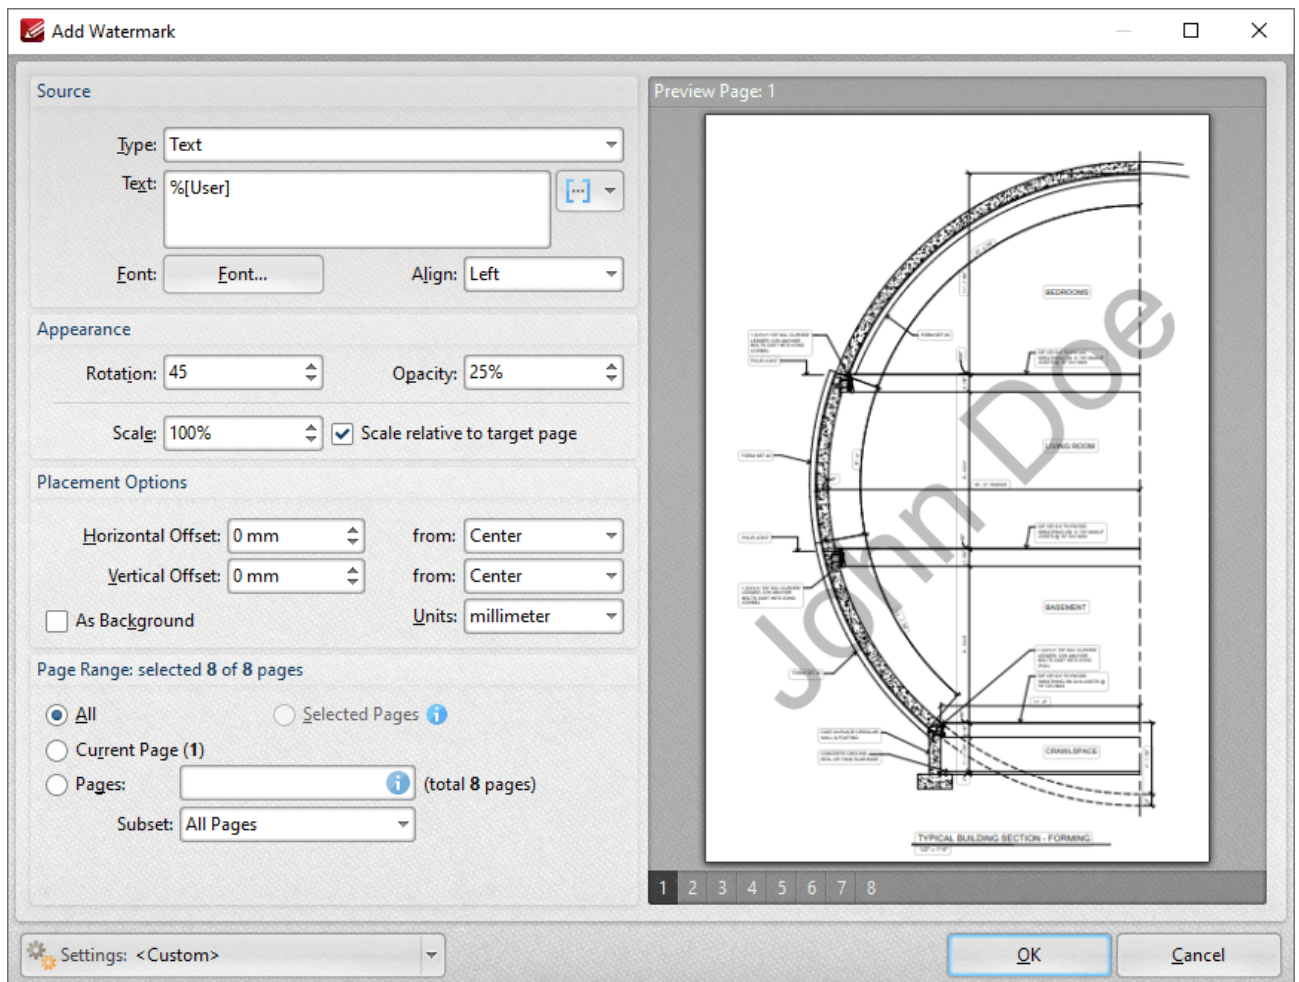 Add Watermark
Source
Type: Text
Text: %[User]
Font: Font... Align: Left
Appearance
Rotation: 45 Opacity: 25%
Scale: 100% Scale relative to target page
Placement Options
Horizontal Offset: 0 mm from: Center
Vertical Offset: 0 mm from: Center
As Background Units: millimeter
Page Range: selected 8 of 8 pages
All Selected Pages
Current Page (1)
Pages: (total 8 pages)
Subset: All Pages
Preview Page: 1
BEDROOMS
LIVING ROOM
BASEMENT
CRAWLSPACE
John Doe
TYPICAL BUILDING SECTION - FORMING
1 2 3 4 5 6 7 8
Settings: <Custom>
OK Cancel